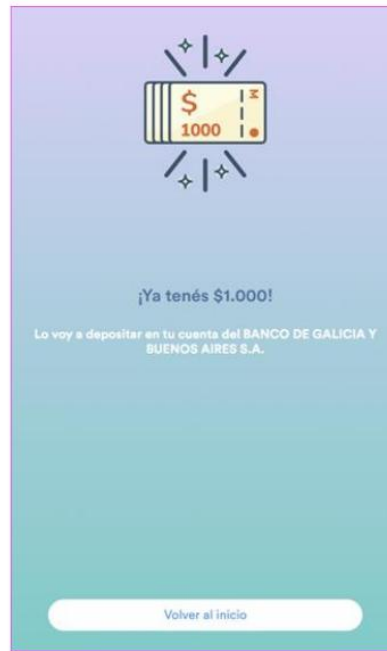 $
1000
M
¡Ya tenés $1.000!
Lo voy a depositar en tu cuenta del BANCO DE GALICIA Y
BUENOS AIRES S.A.
Volver al inicio